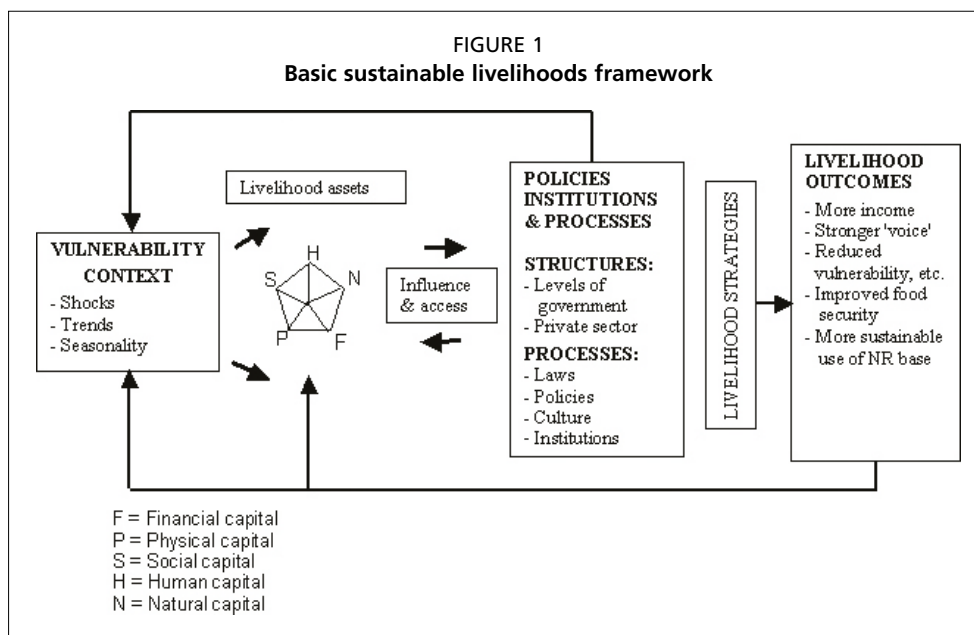 FIGURE 1
Basic sustainable livelihoods framework
Livelihood assets
VULNERABILITY
CONTEXT
- Shocks
- Trends
- Seasonality
H
S
N
P
F
Influence
& access
POLICIES
INSTITUTIONS
& PROCESSES
STRUCTURES:
- Levels of
government
- Private sector
PROCESSES:
- Laws
- Policies
- Culture
- Institutions
LIVELIHOOD STRATEGIES
LIVELIHOOD
OUTCOMES
- More income
- Stronger 'voice'
- Reduced
vulnerability, etc.
- Improved food
security
- More sustainable
use of NR base
F = Financial capital
P = Physical capital
S = Social capital
H = Human capital
N = Natural capital